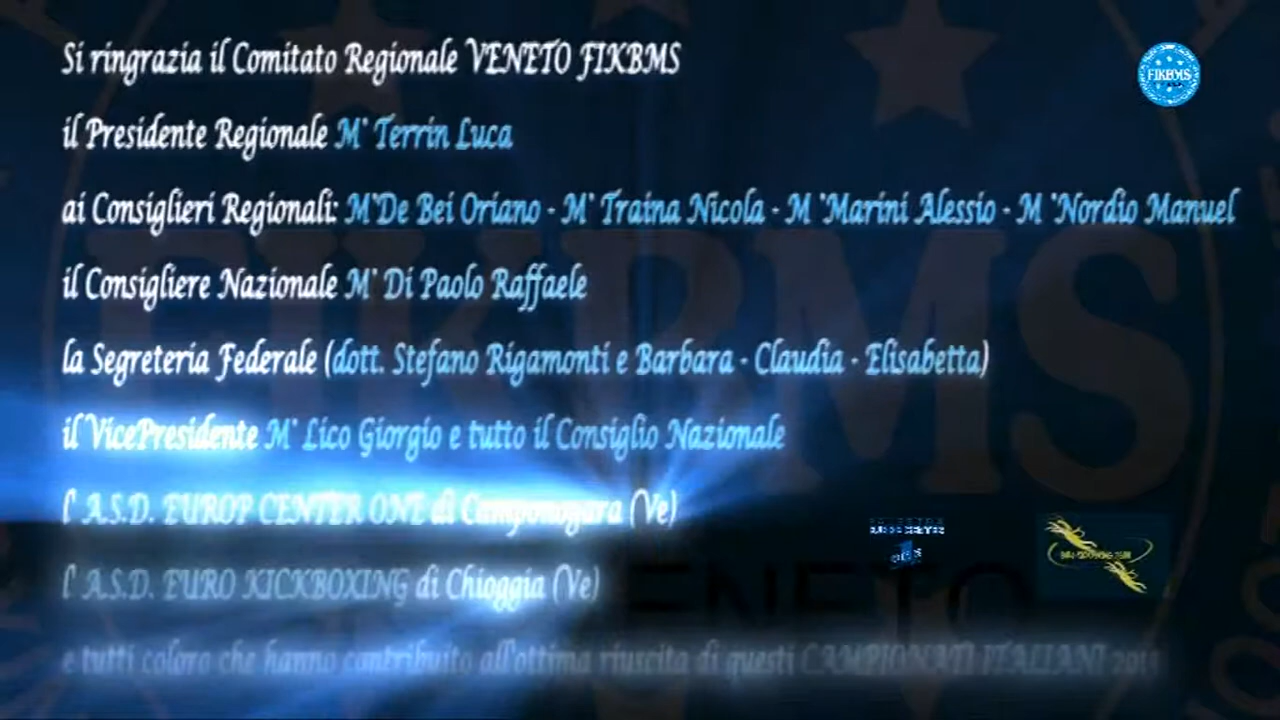 Si ringrazia il Comitato Regionale VENETO FIKBMS
FIKBMS
il Presidente Regionale M° Terrin Luca
ai Consiglieri Regionali: M°De Bei Oriano - M° Traina Nicola - M °Marini Alessio - M °Nordio Manuel
il Consigliere Nazionale M° Di Paolo Raffaele
la Segreteria Federale (dott. Stefano Rigamonti e Barbara - Claudia - Elisabetta)
il VicePresidente M° Lico Giorgio e tutto il Consiglio Nazionale
l' A.S.D. EUROP CENTER ONE di Camponogara (Ve)
l' A.S.D. EURO KICKBOXING di Chioggia (Ve)
e tutti coloro che hanno contribuito all'ottima riuscita di questi CAMPIONATI ITALIANI
FIKBMS
VENETO